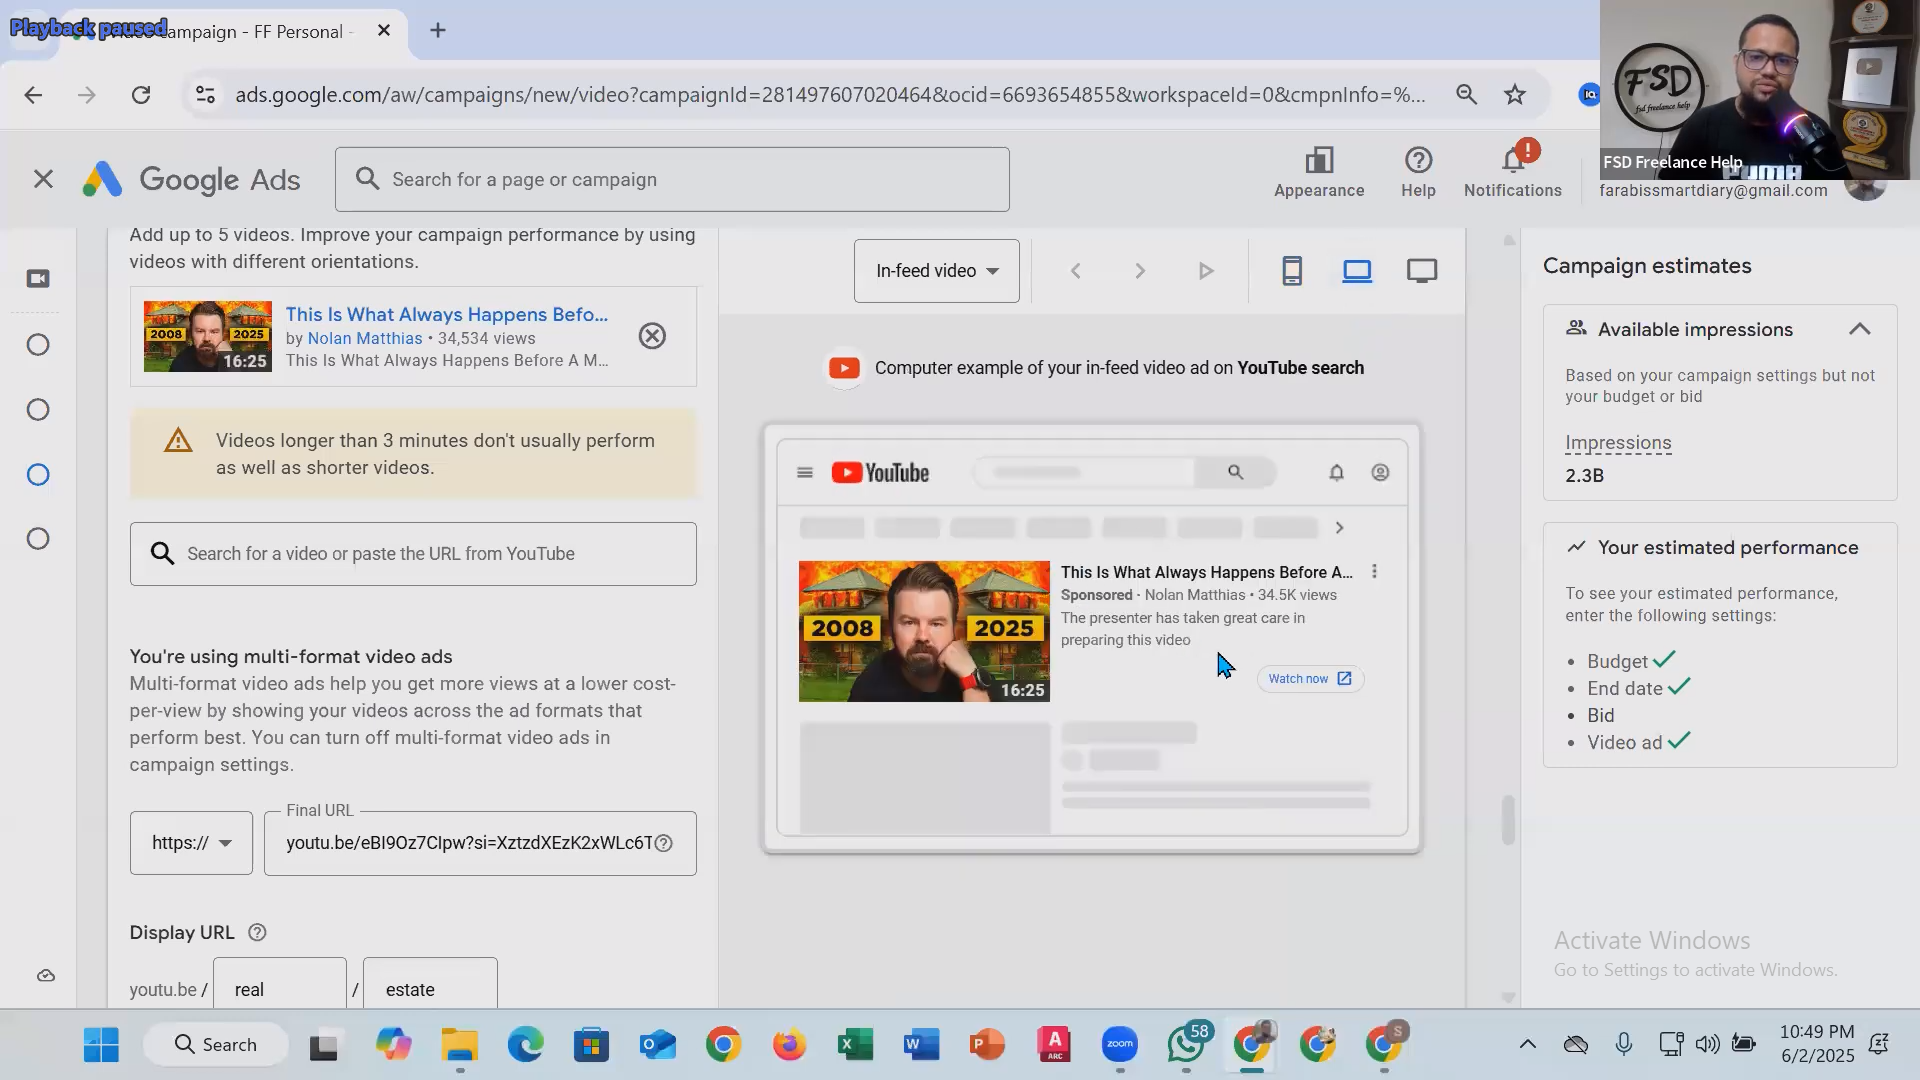 Playback paused
Campaign - FF Personal -
ads.google.com/aw/campaigns/new/video?campaignId=281497607020464&ocid=6693654855&workspaceId=0&cmpnInfo=%...
FSD
fsd freelance help
FSD Freelance Help
PUMA
Google Ads
Search for a page or campaign
Appearance
Help
Notifications
farabissmartdiary@gmail.com
Add up to 5 videos. Improve your campaign performance by using
videos with different orientations.
2008
2025
16:25
This Is What Always Happens Befo...
by Nolan Matthias • 34,534 views
This Is What Always Happens Before A M...
Videos longer than 3 minutes don't usually perform
as well as shorter videos.
Search for a video or paste the URL from YouTube
You're using multi-format video ads
Multi-format video ads help you get more views at a lower cost-
per-view by showing your videos across the ad formats that
perform best. You can turn off multi-format video ads in
campaign settings.
https://
Final URL
youtu.be/eBI9Oz7CIpw?si=XztzdXEzK2xWLc6T
Display URL
youtu.be / real / estate
In-feed video
Computer example of your in-feed video ad on YouTube search
YouTube
2008
2025
16:25
This Is What Always Happens Before A...
Sponsored · Nolan Matthias • 34.5K views
The presenter has taken great care in
preparing this video
Watch now
Campaign estimates
Available impressions
Based on your campaign settings but not
your budget or bid
Impressions
2.3B
Your estimated performance
To see your estimated performance,
enter the following settings:
• Budget
• End date
• Bid
• Video ad
Activate Windows
Go to Settings to activate Windows.
Search
zoom
58
S
A
ARC
10:49 PM
6/2/2025